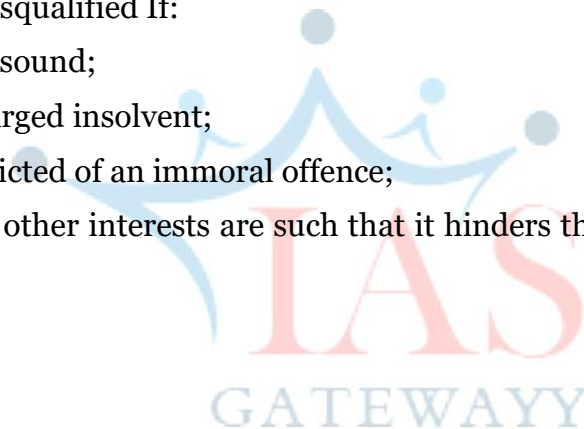 squalified If:
sound;
rged insolvent;
icted of an immoral offence;
other interests are such that it hinders th
IAS
GATEWAYY